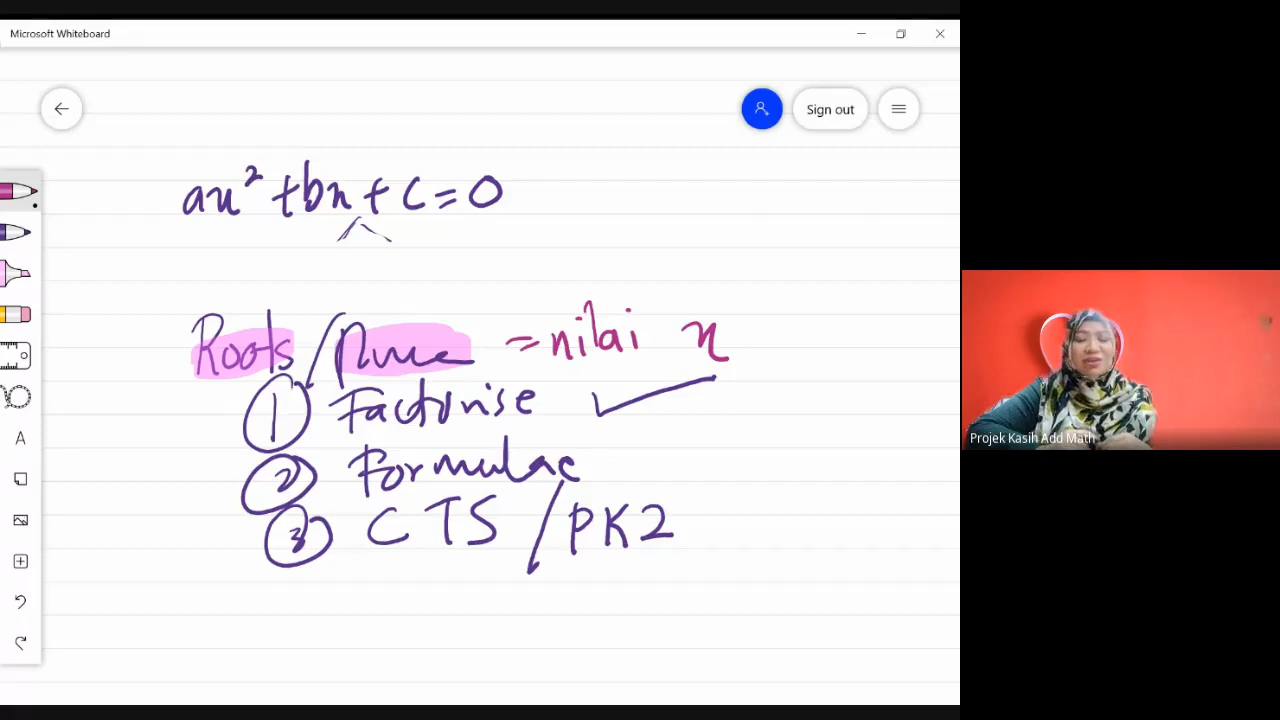 Microsoft Whiteboard
Sign out
ax² + bx + c = 0
Roots / Punca = nilai x
① Factorise ✓
② Formulae
③ CTS / PK2
A
Projek Kasih Add Math